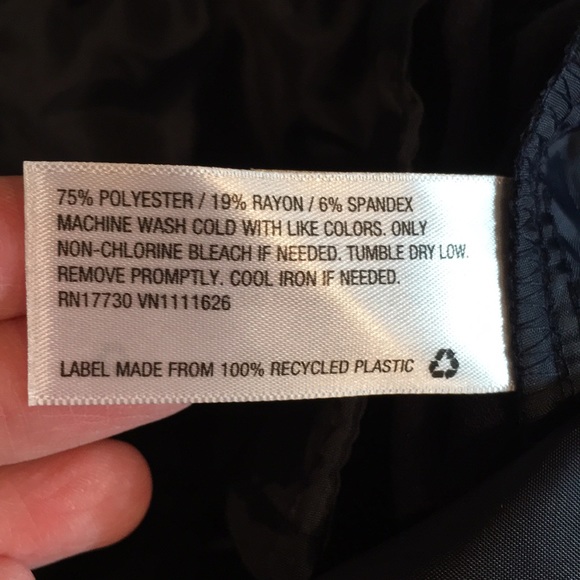 75% POLYESTER / 19% RAYON / 6% SPANDEX
MACHINE WASH COLD WITH LIKE COLORS. ONLY
NON-CHLORINE BLEACH IF NEEDED. TUMBLE DRY LOW.
REMOVE PROMPTLY. COOL IRON IF NEEDED.
RN17730 VN1111626
LABEL MADE FROM 100% RECYCLED PLASTIC